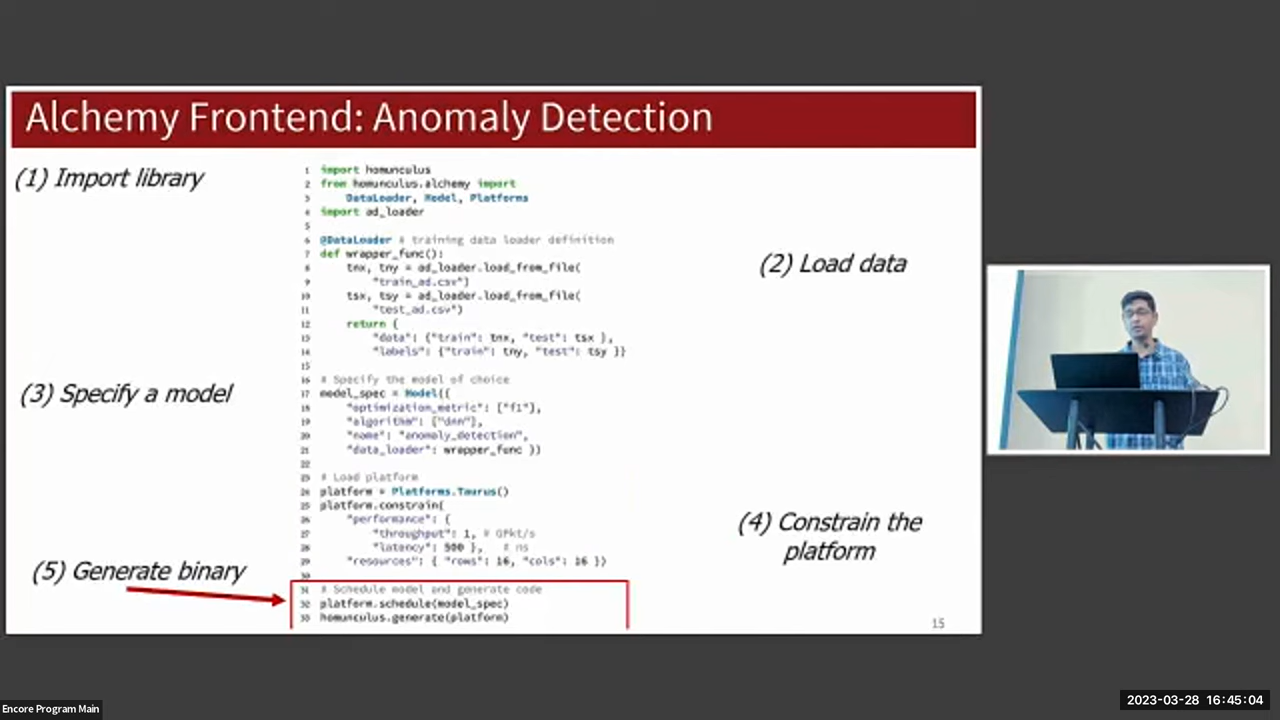 Alchemy Frontend: Anomaly Detection
(1) Import library
(2) Load data
(3) Specify a model
(4) Constrain the
platform
(5) Generate binary
1 import homunculus
2 from homunculus.alchemy import
3 DataLoader, Model, Platforms
4 import ad_loader
5
6 @DataLoader # training data loader definition
7 def wrapper_func():
8 tnx, tny = ad_loader.load_from_file(
9 "train_ad.csv")
10 tsx, tsy = ad_loader.load_from_file(
11 "test_ad.csv")
12 return {
13 "data": {"train": tnx, "test": tsx },
14 "labels": {"train": tny, "test": tsy }}
15
16 # Specify the model of choice
17 model_spec = Model({
18 "optimization_metric": ["f1"],
19 "algorithm": ["dnn"],
20 "name": "anomaly_detection",
21 "data_loader": wrapper_func })
22
23 # Load platform
24 platform = Platforms.Taurus()
25 platform.constrain(
26 "performance": {
27 "throughput": 1, # GPkt/s
28 "latency": 500 }, # ns
29 "resources": { "rows": 16, "cols": 16 })
30
31 # Schedule model and generate code
32 platform.schedule(model_spec)
33 homunculus.generate(platform)
15
Encore Program Main
2023-03-28 16:45:04